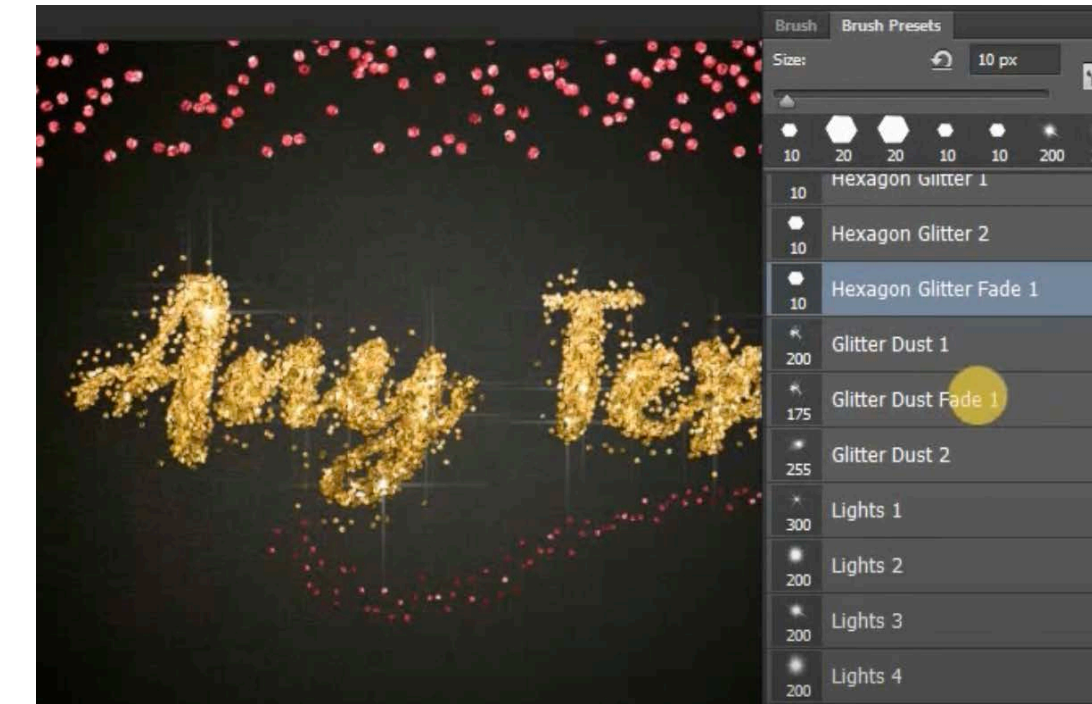 Brush Brush Presets
Size: 10 px
10 20 20 10 10 200
10 Hexagon Glitter 1
10 Hexagon Glitter 2
10 Hexagon Glitter Fade 1
200 Glitter Dust 1
175 Glitter Dust Fade 1
255 Glitter Dust 2
300 Lights 1
200 Lights 2
200 Lights 3
200 Lights 4
Any